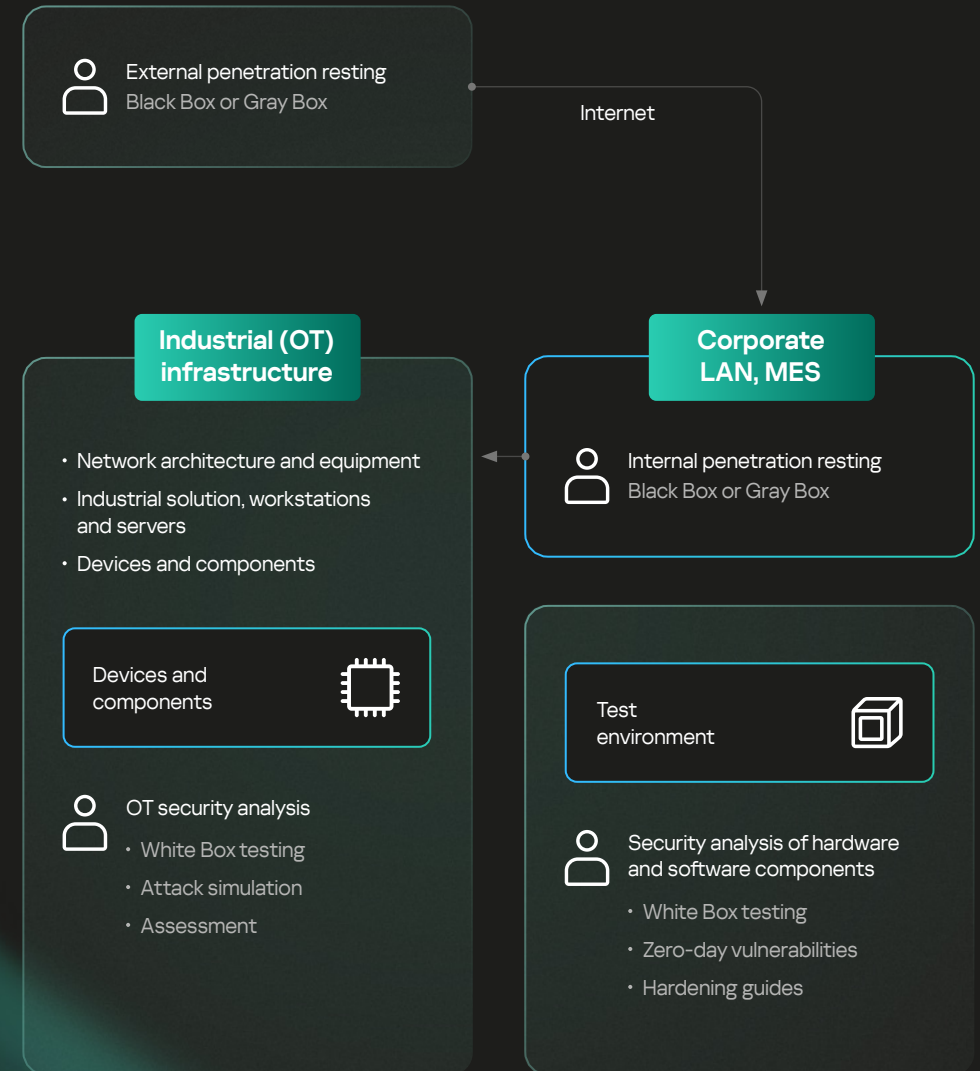 External penetration resting
Black Box or Gray Box
Internet
Industrial (OT)
infrastructure
• Network architecture and equipment
• Industrial solution, workstations
and servers
• Devices and components
Devices and
components
OT security analysis
• White Box testing
• Attack simulation
• Assessment
Corporate
LAN, MES
Internal penetration resting
Black Box or Gray Box
Test
environment
Security analysis of hardware
and software components
• White Box testing
• Zero-day vulnerabilities
• Hardening guides